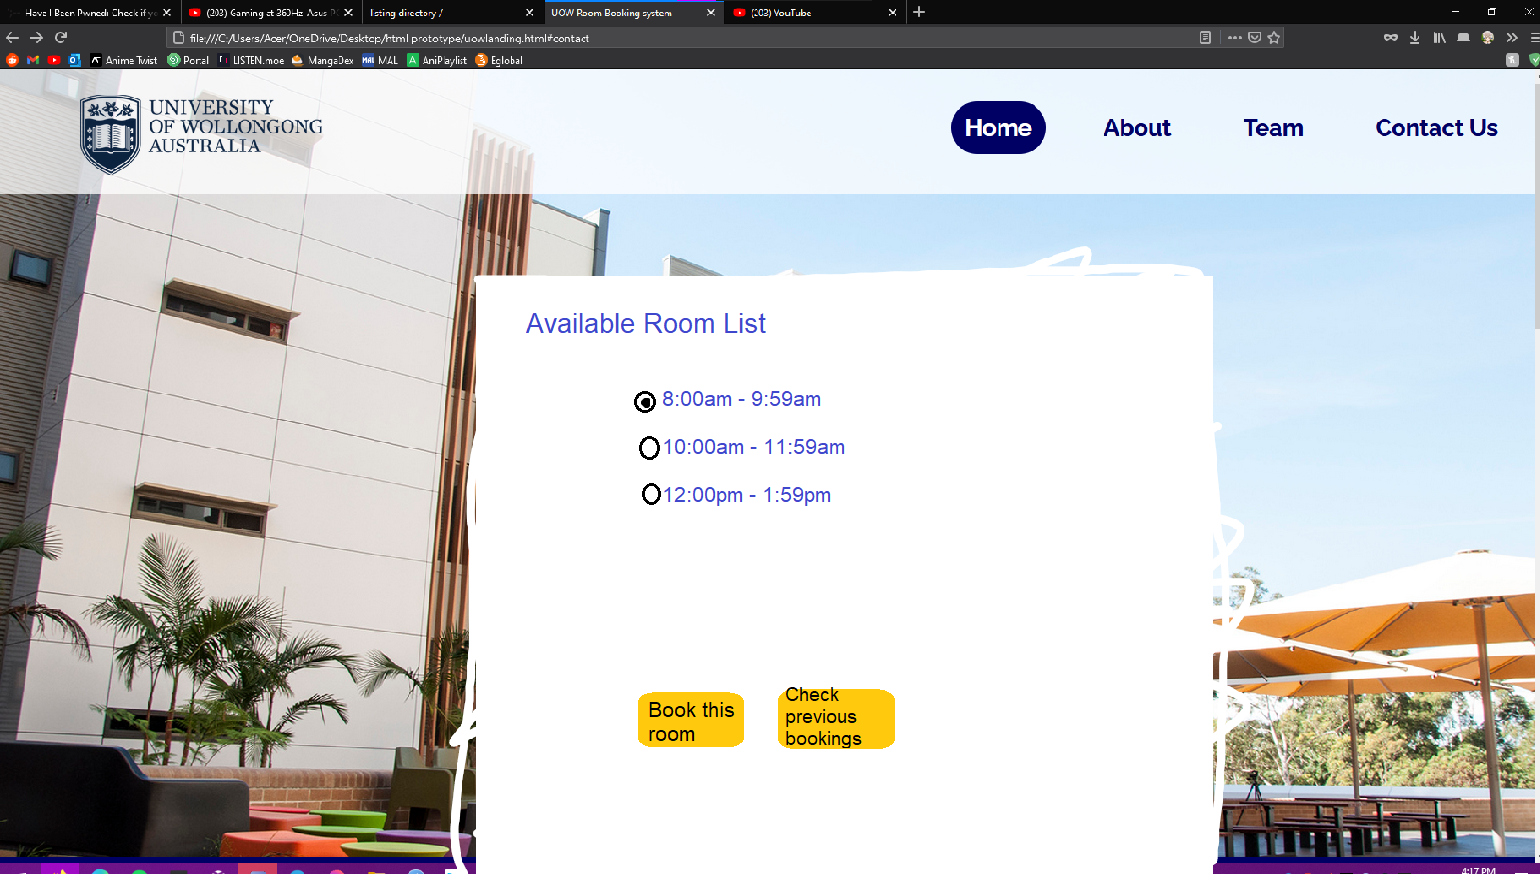 Have I Been Pwned: Check if y
(203) Gaming at 360Hz: Asus P
listing directory /
UOW Room Booking system
(203) YouTube
file:///C:/Users/Acer/OneDrive/Desktop/html prototype/uowlanding.html#contact
Anime Twist
Portal
LISTEN.moe
MangaDex
MAL
AniPlaylist
Eglobal
UNIVERSITY
OF WOLLONGONG
AUSTRALIA
Home
About
Team
Contact Us
Available Room List
8:00am - 9:59am
10:00am - 11:59am
12:00pm - 1:59pm
Book this
room
Check
previous
bookings
4:17 PM